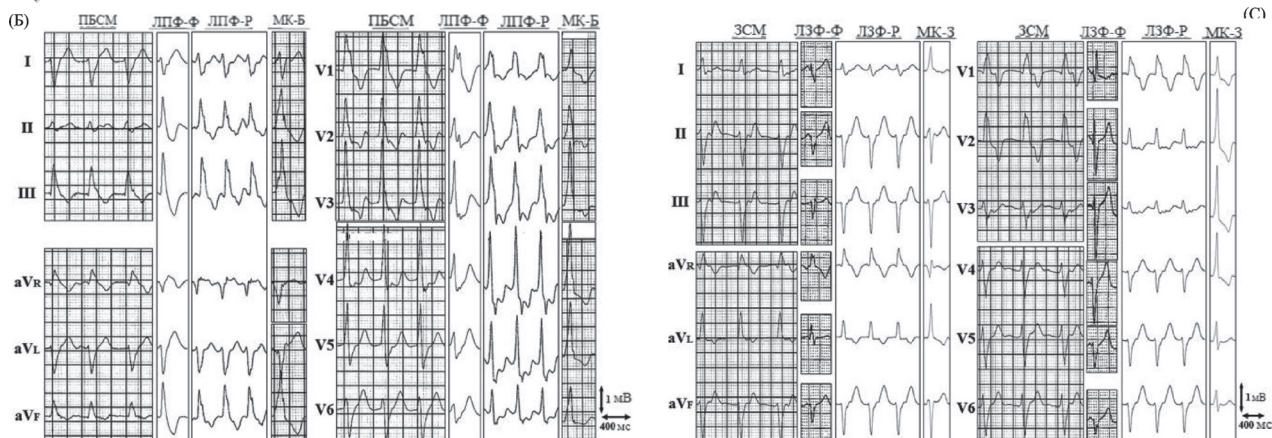 (Б)
ПБСМ ЛПФ-Ф ЛПФ-Р МК-Б ПБСМ ЛПФ-Ф ЛПФ-Р МК-Б
I
II
III
aVR
aVL
aVF
V1
V2
V3
V4
V5
V6
1 мВ
400 мс
(С)
ЗСМ ЛЗФ-Ф ЛЗФ-Р МК-З ЗСМ ЛЗФ-Ф ЛЗФ-Р МК-З
I
II
III
aVR
aVL
aVF
V1
V2
V3
V4
V5
V6
1мВ
400 мс